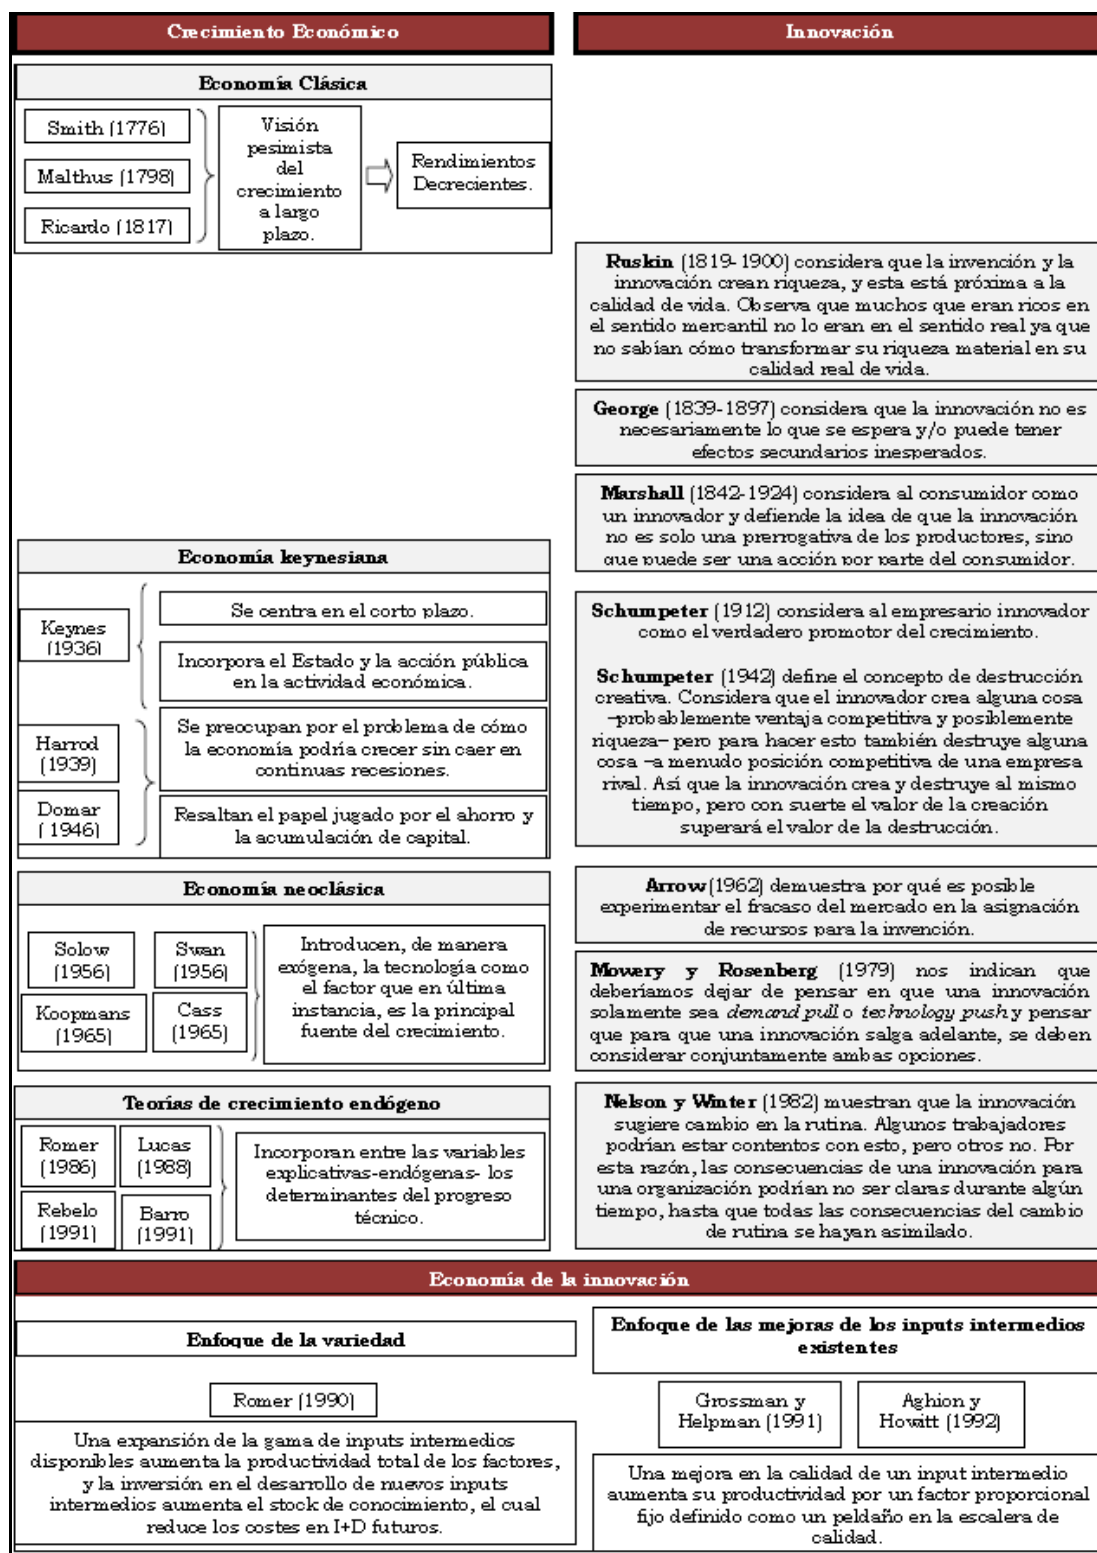 Crecimiento Económico
Innovación
Economía Clásica
Smith (1776)
Malthus (1798)
Ricardo (1817)
Visión
pesimista
del
crecimiento
a largo
plazo.
Rendimientos
Decrecientes.
Ruskin (1819-1900) considera que la invención y la
innovación crean riqueza, y esta está próxima a la
calidad de vida. Observa que muchos que eran ricos en
el sentido mercantil no lo eran en el sentido real ya que
no sabían cómo transformar su riqueza material en su
calidad real de vida.
George (1839-1897) considera que la innovación no es
necesariamente lo que se espera y/o puede tener
efectos secundarios inesperados.
Marshall (1842-1924) considera al consumidor como
un innovador y defiende la idea de que la innovación
no es solo una prerrogativa de los productores, sino
que puede ser una acción por parte del consumidor.
Economía keynesiana
Keynes
(1936)
Se centra en el corto plazo.
Incorpora el Estado y la acción pública
en la actividad económica.
Harrod
(1939)
Domar
(1946)
Se preocupan por el problema de cómo
la economía podría crecer sin caer en
continuas recesiones.
Resaltan el papel jugado por el ahorro y
la acumulación de capital.
Schumpeter (1912) considera al empresario innovador
como el verdadero promotor del crecimiento.
Schumpeter (1942) define el concepto de destrucción
creativa. Considera que el innovador crea alguna cosa
–probablemente ventaja competitiva y posiblemente
riqueza– pero para hacer esto también destruye alguna
cosa –a menudo posición competitiva de una empresa
rival. Así que la innovación crea y destruye al mismo
tiempo, pero con suerte el valor de la creación
superará el valor de la destrucción.
Economía neoclásica
Solow
(1956)
Swan
(1956)
Koopmans
(1965)
Cass
(1965)
Introducen, de manera
exógena, la tecnología como
el factor que en última
instancia, es la principal
fuente del crecimiento.
Arrow (1962) demuestra por qué es posible
experimentar el fracaso del mercado en la asignación
de recursos para la invención.
Mowery y Rosenberg (1979) nos indican que
deberíamos dejar de pensar en que una innovación
solamente sea demand pull o technology push y pensar
que para que una innovación salga adelante, se deben
considerar conjuntamente ambas opciones.
Teorías de crecimiento endógeno
Romer
(1986)
Lucas
(1988)
Rebelo
(1991)
Barro
(1991)
Incorporan entre las variables
explicativas-endógenas- los
determinantes del progreso
técnico.
Nelson y Winter (1982) muestran que la innovación
sugiere cambio en la rutina. Algunos trabajadores
podrían estar contentos con esto, pero otros no. Por
esta razón, las consecuencias de una innovación para
una organización podrían no ser claras durante algún
tiempo, hasta que todas las consecuencias del cambio
de rutina se hayan asimilado.
Economía de la innovación
Enfoque de la variedad
Romer (1990)
Una expansión de la gama de inputs intermedios
disponibles aumenta la productividad total de los factores,
y la inversión en el desarrollo de nuevos inputs
intermedios aumenta el stock de conocimiento, el cual
reduce los costes en I+D futuros.
Enfoque de las mejoras de los inputs intermedios
existentes
Grossman y
Helpman (1991)
Aghion y
Howitt (1992)
Una mejora en la calidad de un input intermedio
aumenta su productividad por un factor proporcional
fijo definido como un peldaño en la escalera de
calidad.